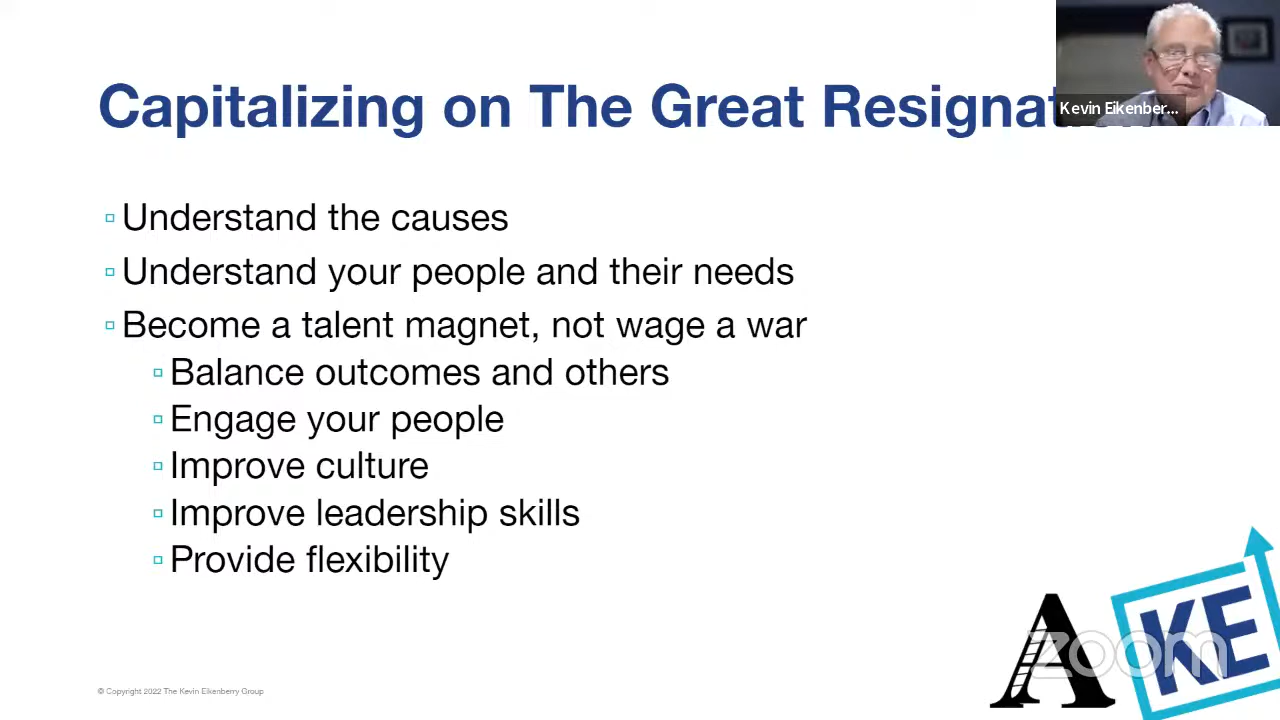 Capitalizing on The Great Resignat
Kevin Eikenber...
Understand the causes
Understand your people and their needs
Become a talent magnet, not wage a war
Balance outcomes and others
Engage your people
Improve culture
Improve leadership skills
Provide flexibility
A
KE
zoom
© Copyright 2022 The Kevin Eikenberry Group